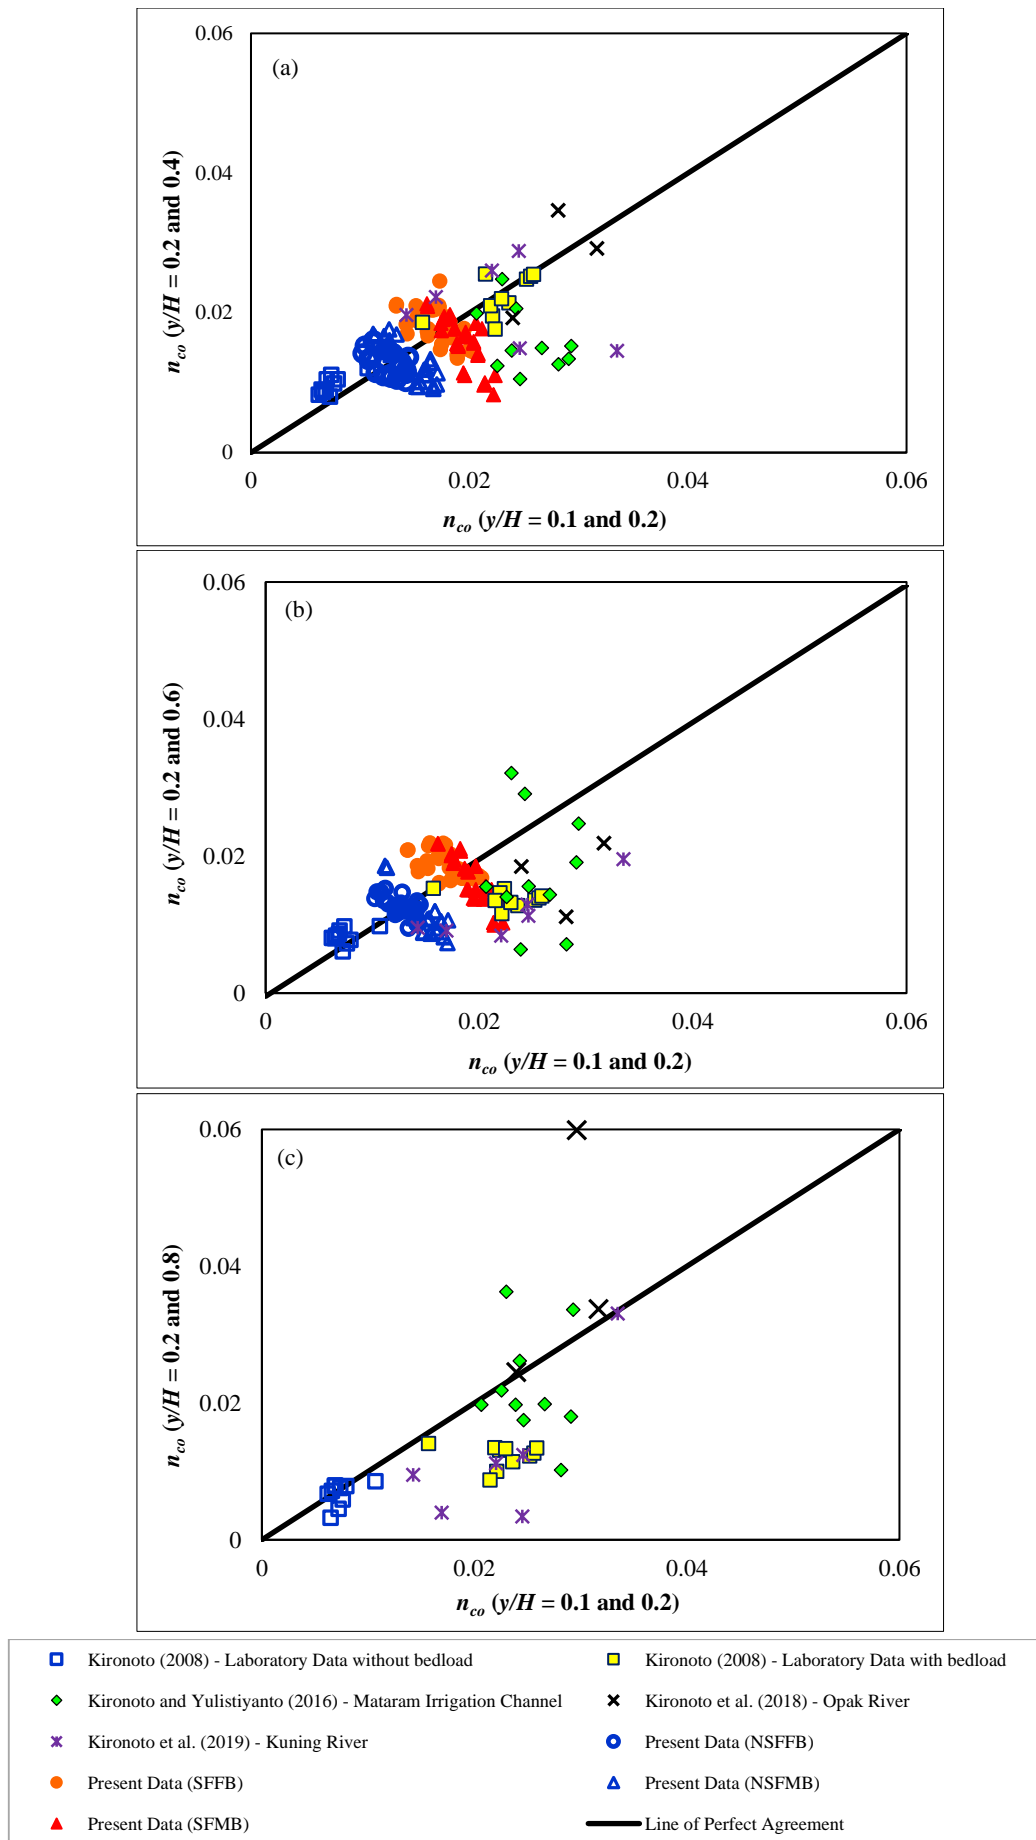 0.06
(a)
0.04
0.02
0
n_co (y/H = 0.2 and 0.4)
0
0.02
0.04
0.06
n_co (y/H = 0.1 and 0.2)
0.06
(b)
0.04
0.02
0
n_co (y/H = 0.2 and 0.6)
0
0.02
0.04
0.06
n_co (y/H = 0.1 and 0.2)
0.06
(c)
0.04
0.02
0
n_co (y/H = 0.2 and 0.8)
0
0.02
0.04
0.06
n_co (y/H = 0.1 and 0.2)
Kironoto (2008) - Laboratory Data without bedload
Kironoto (2008) - Laboratory Data with bedload
Kironoto and Yulistiyanto (2016) - Mataram Irrigation Channel
Kironoto et al. (2018) - Opak River
Kironoto et al. (2019) - Kuning River
Present Data (NSFFB)
Present Data (SFFB)
Present Data (NSFMB)
Present Data (SFMB)
Line of Perfect Agreement